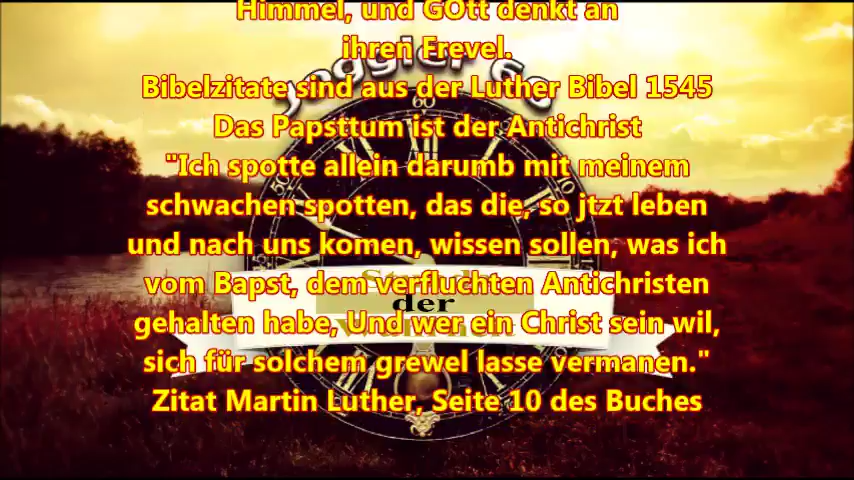 Himmel, und GOtt denkt an
ihren Frevel.
Joggler66
Bibelzitate sind aus der Luther Bibel 1545
60
Das Papsttum ist der Antichrist
"Ich spotte allein darumb mit meinem
schwachen spotten, das die, so jtzt leben
und nach uns komen, wissen sollen, was ich
vom Bapst, dem verfluchten Antichristen
der
gehalten habe, Und wer ein Christ sein wil,
sich für solchem grewel lasse vermanen."
Zitat Martin Luther, Seite 10 des Buches